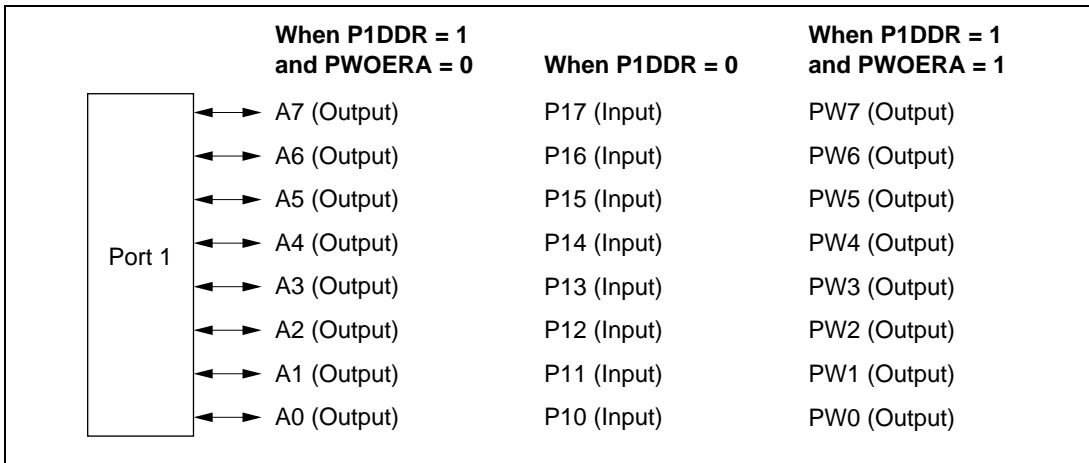 When P1DDR = 1
and PWOERA = 0
When P1DDR = 0
When P1DDR = 1
and PWOERA = 1
Port 1
A7 (Output) P17 (Input) PW7 (Output)
A6 (Output) P16 (Input) PW6 (Output)
A5 (Output) P15 (Input) PW5 (Output)
A4 (Output) P14 (Input) PW4 (Output)
A3 (Output) P13 (Input) PW3 (Output)
A2 (Output) P12 (Input) PW2 (Output)
A1 (Output) P11 (Input) PW1 (Output)
A0 (Output) P10 (Input) PW0 (Output)